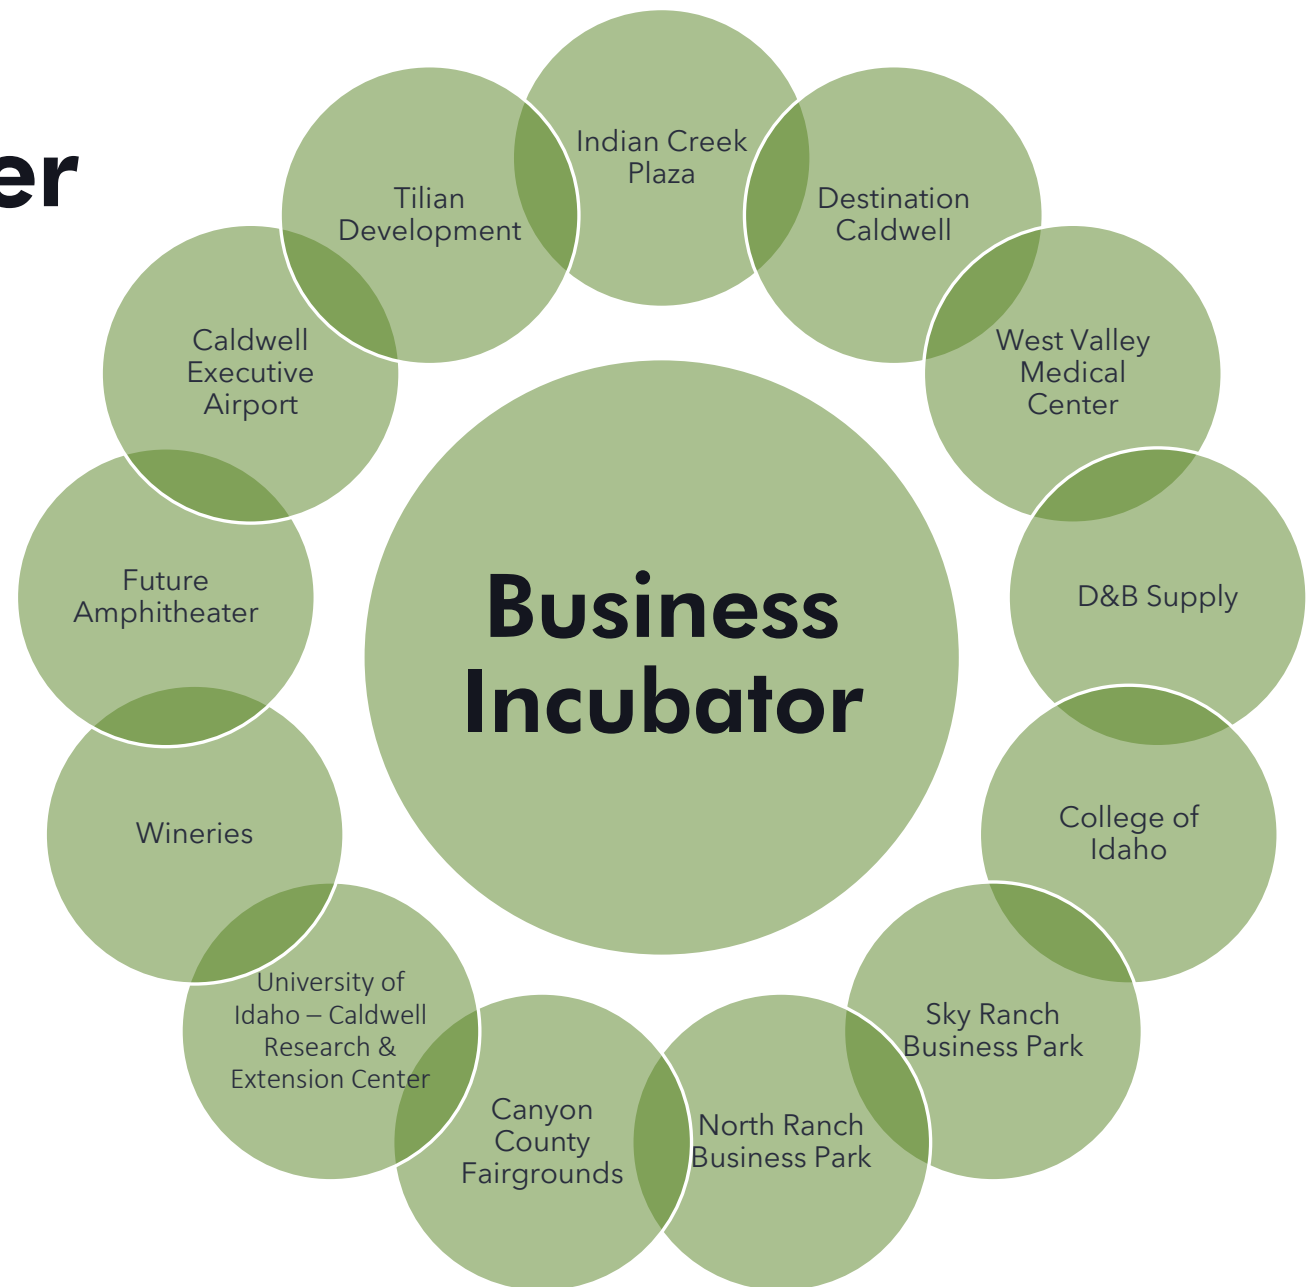 er
Indian Creek
Plaza
Destination
Caldwell
West Valley
Medical
Center
D&B Supply
College of
Idaho
Sky Ranch
Business Park
North Ranch
Business Park
Canyon
County
Fairgrounds
University of
Idaho – Caldwell
Research &
Extension Center
Wineries
Future
Amphitheater
Caldwell
Executive
Airport
Tilian
Development
Business
Incubator